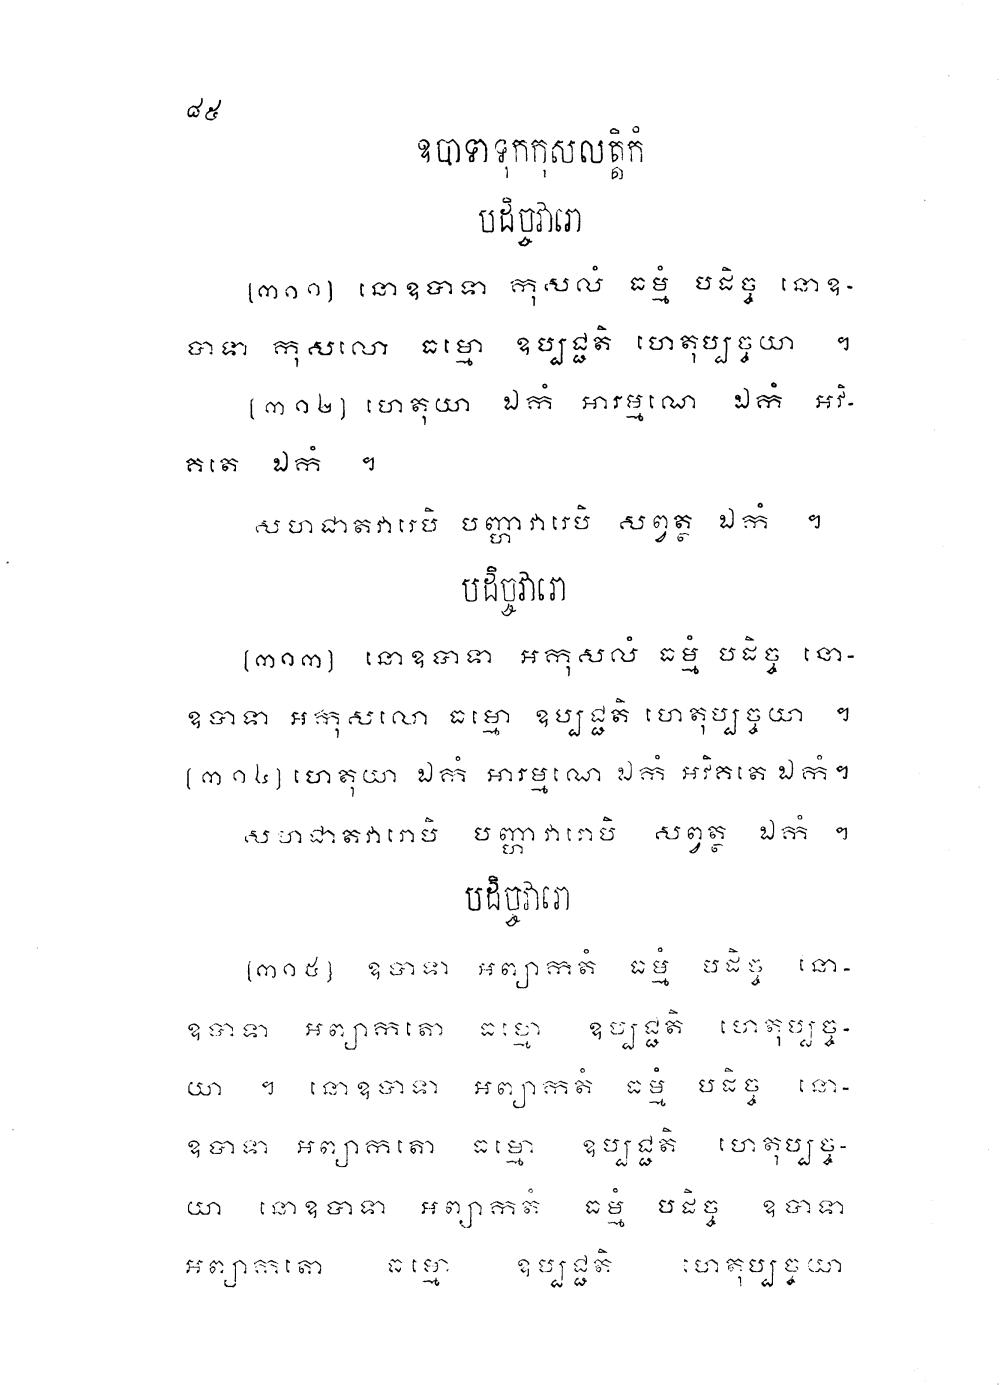 ៨៥
ឧបាទាទុកកុសលត្តិកំ
បដិច្ចវារោ
[៣១១] នោឧបាទា កុសលំ ធម្មំ បដិច្ច នោឧ-
បាទា កុសលោ ធម្មោ ឧប្បជ្ជតិ ហេតុប្បច្ចយា ។
[៣១២] ហេតុយា ឯកំ អារម្មណេ ឯកំ អវិ-
គតេ ឯកំ ។
សហជាតវារេបិ បញ្ហាវារេបិ សព្វត្ថ ឯកំ ។
បដិច្ចវារោ
[៣១៣] នោឧបាទា អកុសលំ ធម្មំ បដិច្ច នោ-
ឧបាទា អកុសលោ ធម្មោ ឧប្បជ្ជតិ ហេតុប្បច្ចយា ។
[៣១៤] ហេតុយា ឯកំ អារម្មណេ ឯកំ អវិគតេ ឯកំ ។
សហជាតវារេបិ បញ្ហាវារេបិ សព្វត្ថ ឯកំ ។
បដិច្ចវារោ
[៣១៥] ឧបាទា អព្យាកតំ ធម្មំ បដិច្ច នោ-
ឧបាទា អព្យាកតោ ធម្មោ ឧប្បជ្ជតិ ហេតុប្បច្ច-
យា ។ នោឧបាទា អព្យាកតំ ធម្មំ បដិច្ច នោ-
ឧបាទា អព្យាកតោ ធម្មោ ឧប្បជ្ជតិ ហេតុប្បច្ច-
យា នោឧបាទា អព្យាកតំ ធម្មំ បដិច្ច ឧបាទា
អព្យាកតោ ធម្មោ ឧប្បជ្ជតិ ហេតុប្បច្ចយា